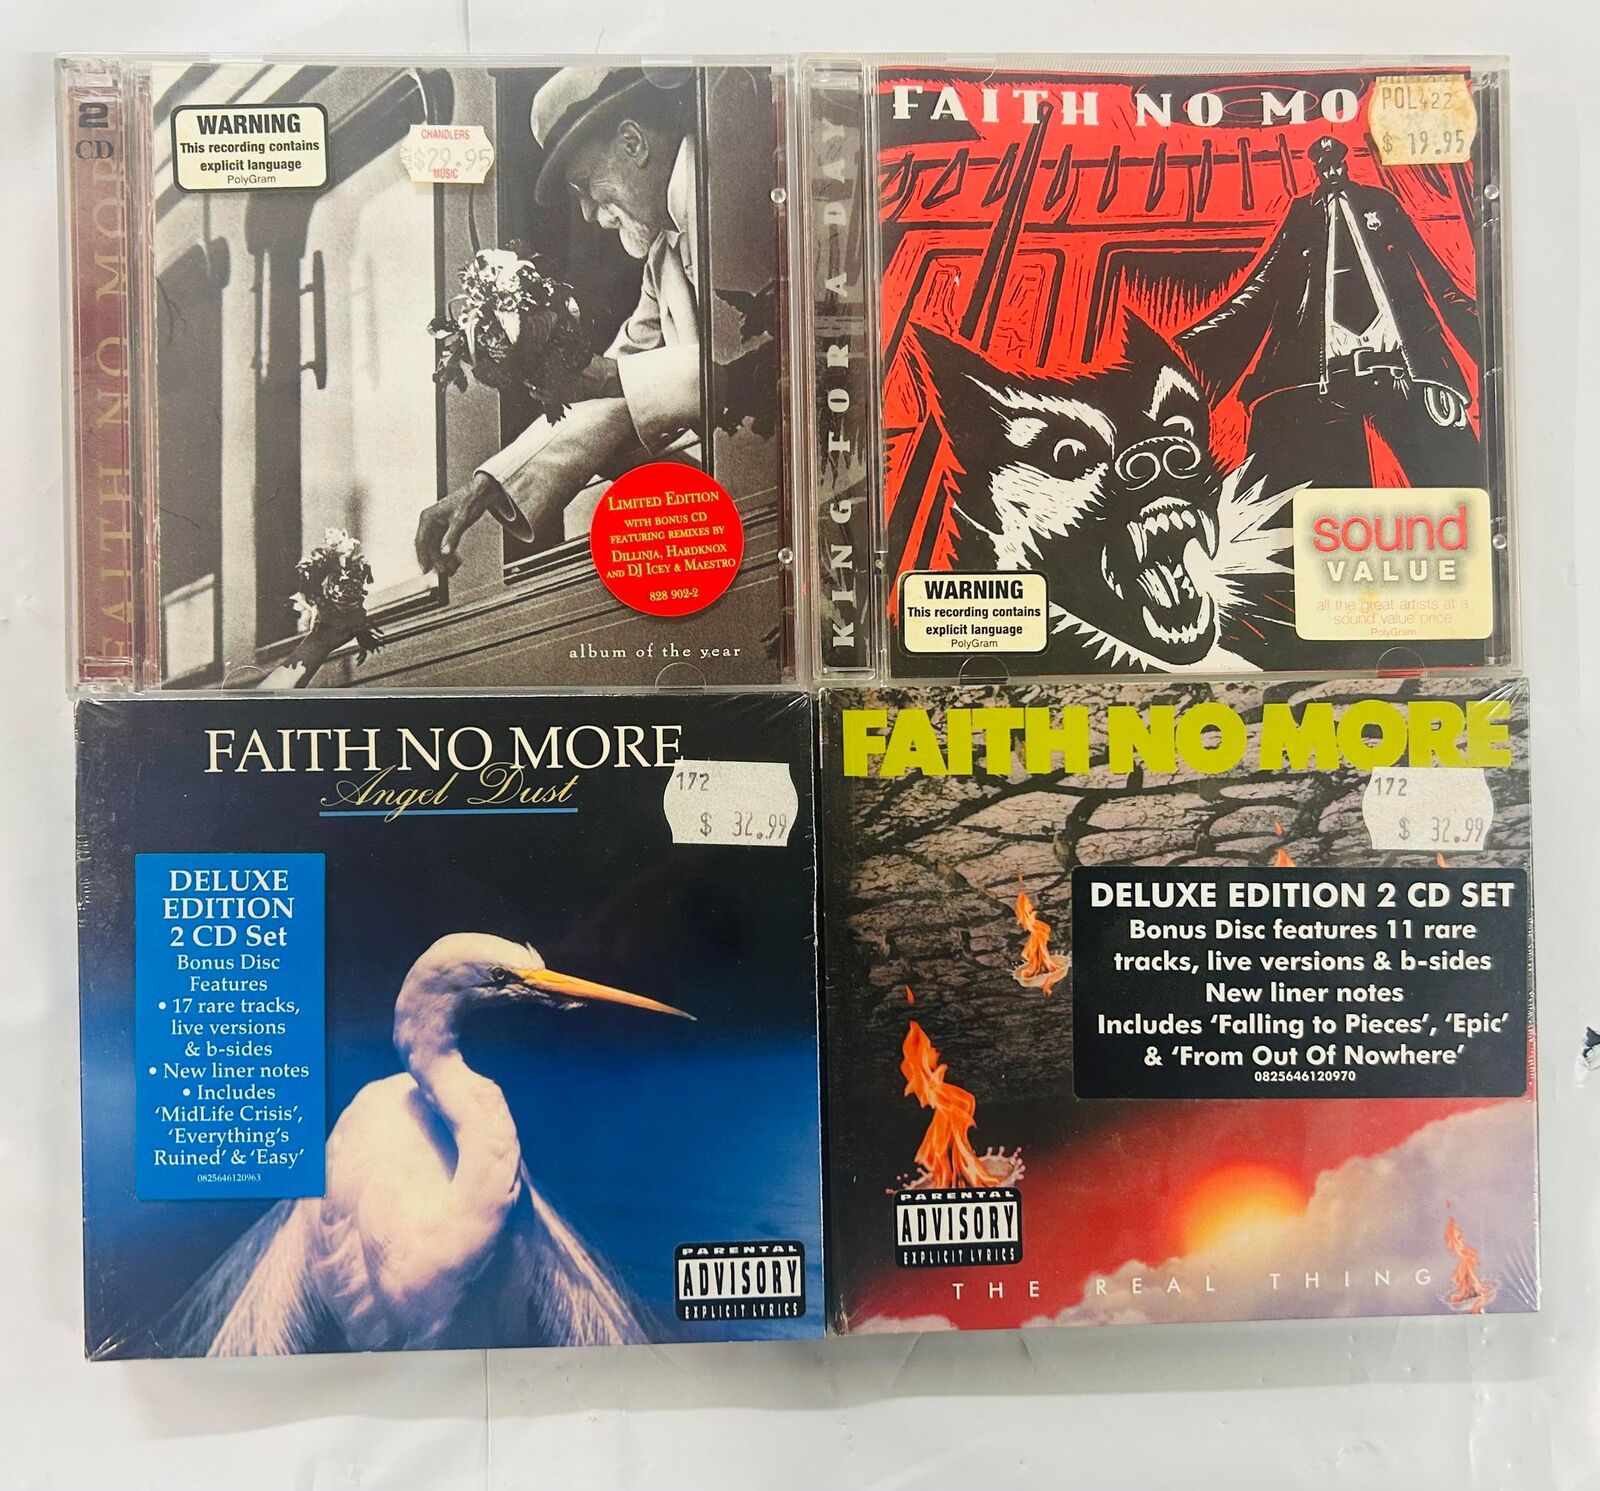 2
CD
FAITH NO MORE
WARNING
This recording contains
explicit language
PolyGram
CHANDLERS
$29.95
MUSIC
LIMITED EDITION
WITH BONUS CD
FEATURING REMIXES BY
DILLINJA, HARDKNOX
AND DJ ICEY & MAESTRO
828 902-2
album of the year
KING FOR A DAY
FAITH NO MO
POL422
$ 19.95
WARNING
This recording contains
explicit language
PolyGram
sound
VALUE
all the great artists at a
sound value price
PolyGram
FAITH NO MORE
Angel Dust
172
$ 32.99
DELUXE
EDITION
2 CD Set
Bonus Disc
Features
• 17 rare tracks,
live versions
& b-sides
• New liner notes
• Includes
'MidLife Crisis',
'Everything's
Ruined' & 'Easy'
0825646120963
PARENTAL
ADVISORY
EXPLICIT LYRICS
FAITH NO MORE
172
$ 32.99
DELUXE EDITION 2 CD SET
Bonus Disc features 11 rare
tracks, live versions & b-sides
New liner notes
Includes 'Falling to Pieces', 'Epic'
& 'From Out Of Nowhere'
0825646120970
PARENTAL
ADVISORY
EXPLICIT LYRICS
THE REAL THING